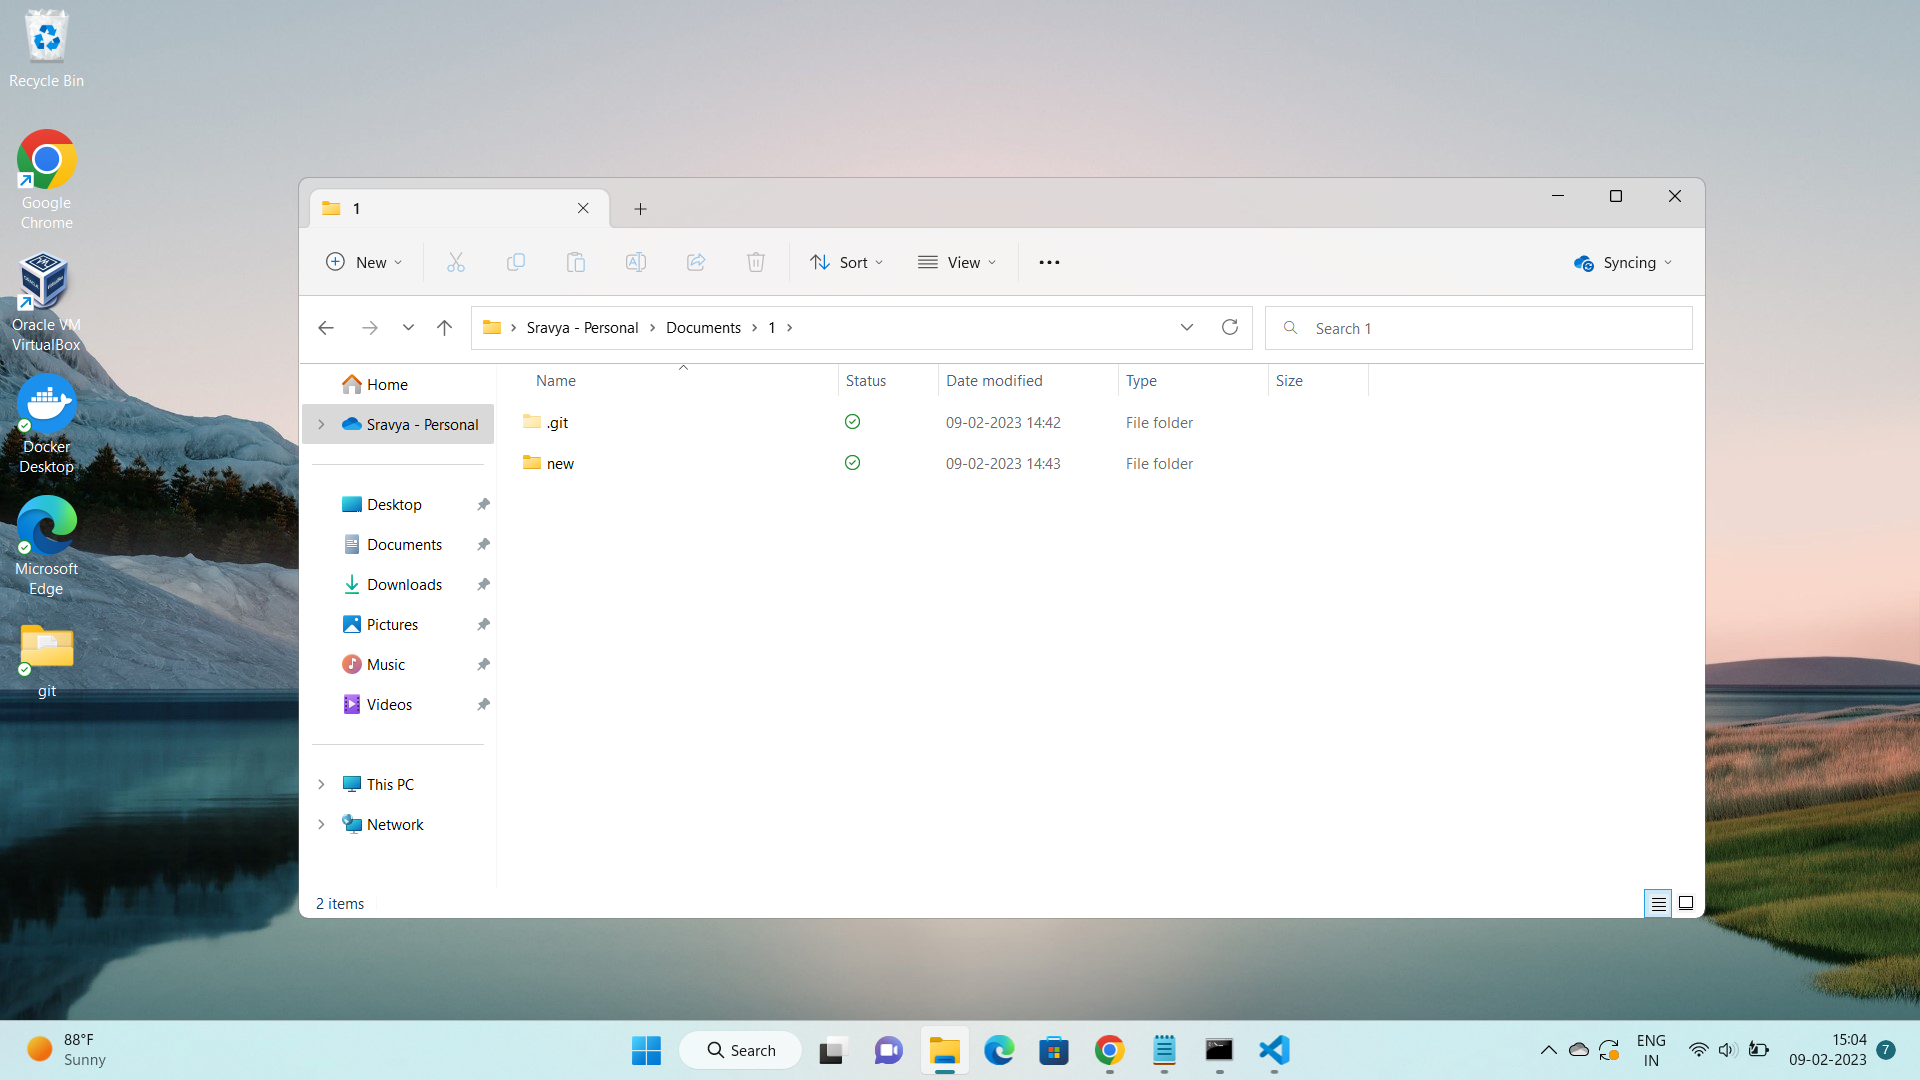 Recycle Bin
Google
Chrome
Oracle VM
VirtualBox
Docker
Desktop
Microsoft
Edge
git
1
New
Sort
View
Syncing
Sravya - Personal
Documents
1
Search 1
Home
Sravya - Personal
Desktop
Documents
Downloads
Pictures
Music
Videos
This PC
Network
Name Status Date modified Type Size
.git 09-02-2023 14:42 File folder
new 09-02-2023 14:43 File folder
2 items
88°F
Sunny
Search
ENG
IN
15:04
09-02-2023
7